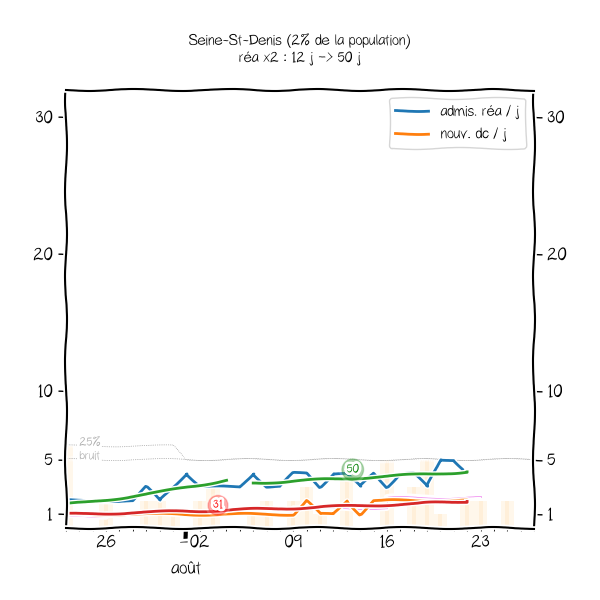 Seine-St-Denis (2% de la population)
réa x2 : 12 j -> 50 j
admis. réa / j
nouv. dc / j
30 30
20 20
10 10
25%
bruit
5 5
50
31
1 1
26 02 09 16 23
août